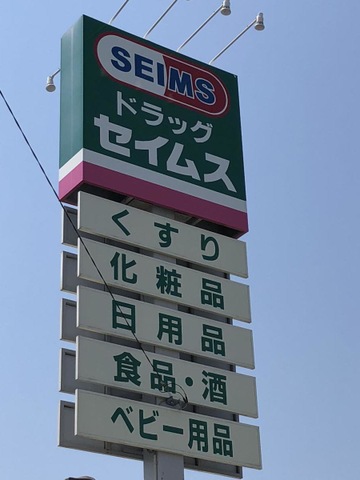 SEIMS
ドラッグ
セイムス
くすり
化粧品
日用品
食品・酒
ベビー用品